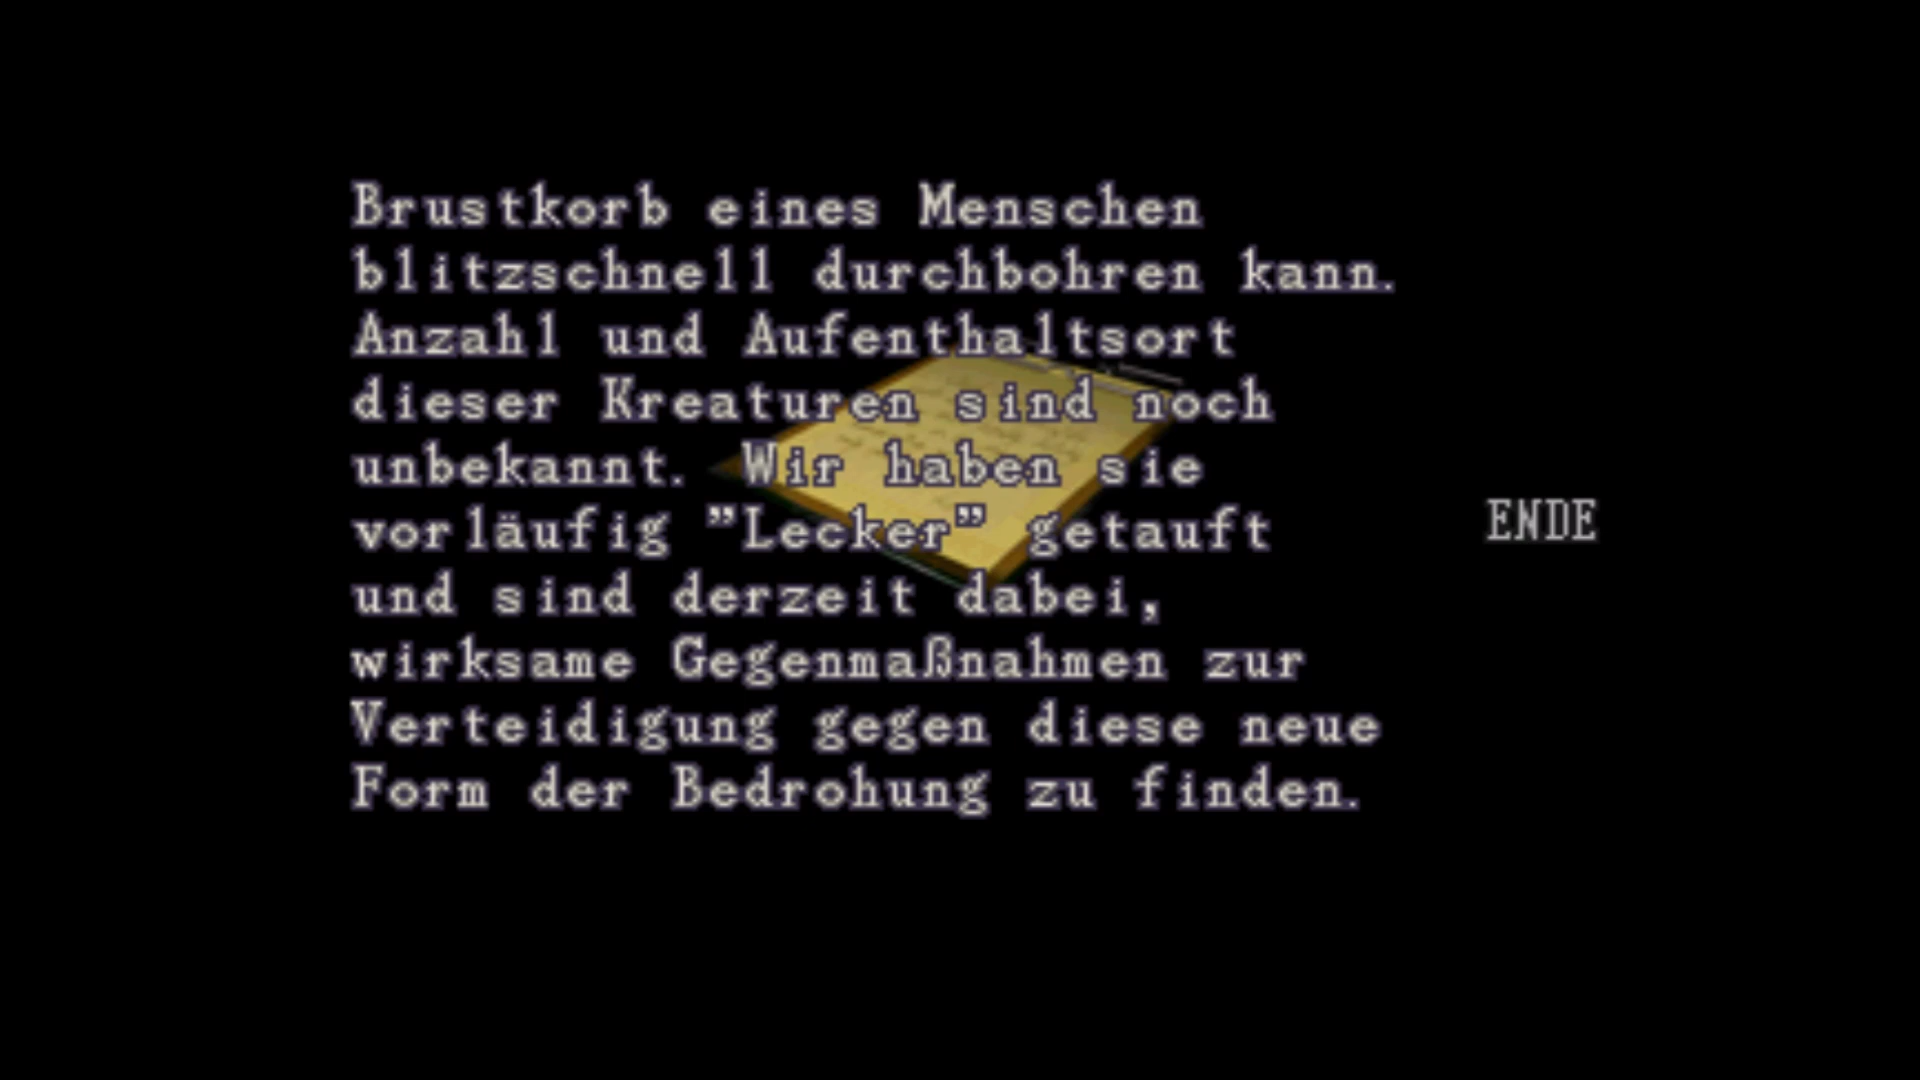 Brustkorb eines Menschen
blitzschnell durchbohren kann.
Anzahl und Aufenthaltsort
dieser Kreaturen sind noch
unbekannt. Wir haben sie
vorläufig ”Lecker” getauft
ENDE
und sind derzeit dabei,
wirksame Gegenmaßnahmen zur
Verteidigung gegen diese neue
Form der Bedrohung zu finden.